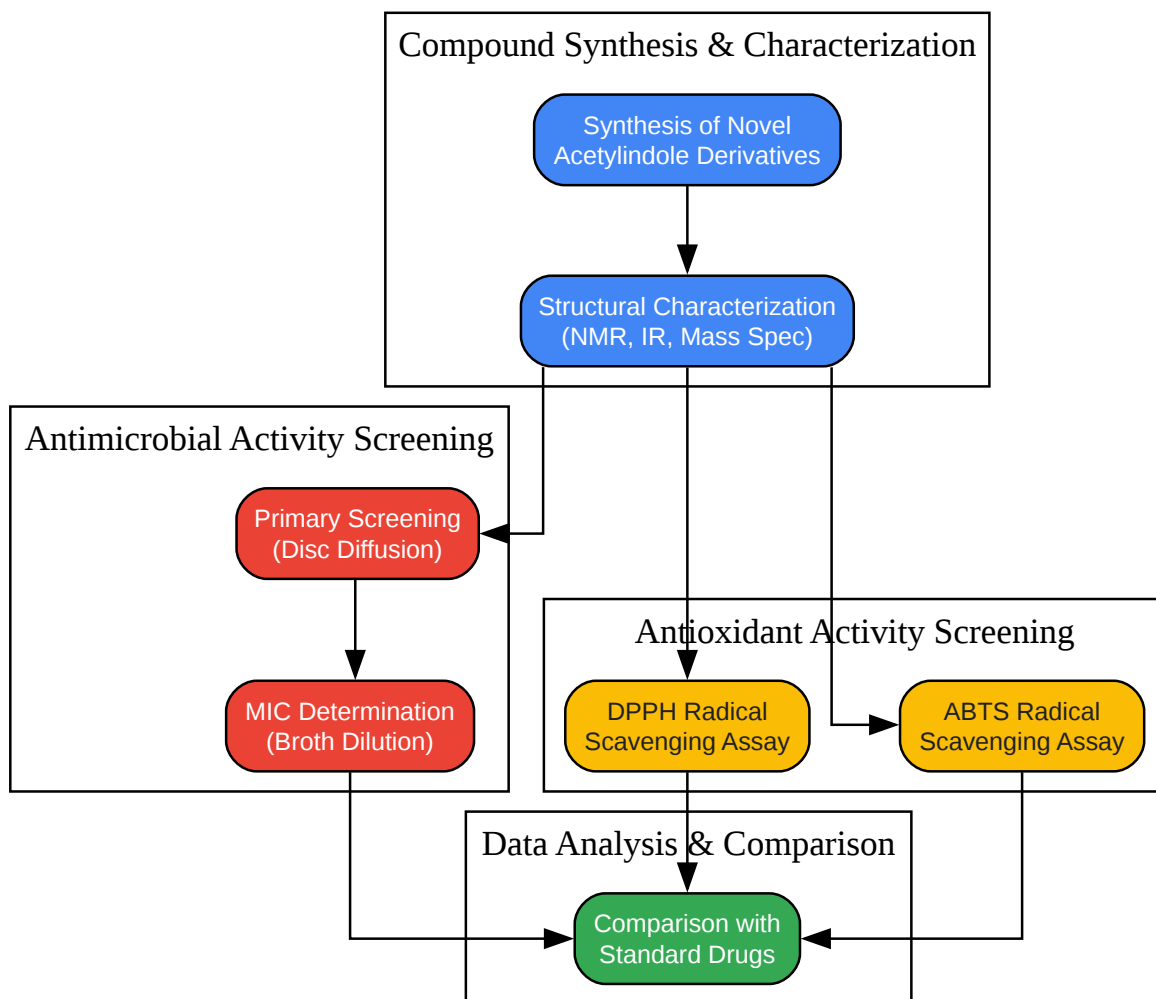 Compound Synthesis & Characterization
Synthesis of Novel
Acetylindole Derivatives
Structural Characterization
(NMR, IR, Mass Spec)
Antimicrobial Activity Screening
Primary Screening
(Disc Diffusion)
MIC Determination
(Broth Dilution)
Antioxidant Activity Screening
DPPH Radical
Scavenging Assay
ABTS Radical
Scavenging Assay
Data Analysis & Comparison
Comparison with
Standard Drugs